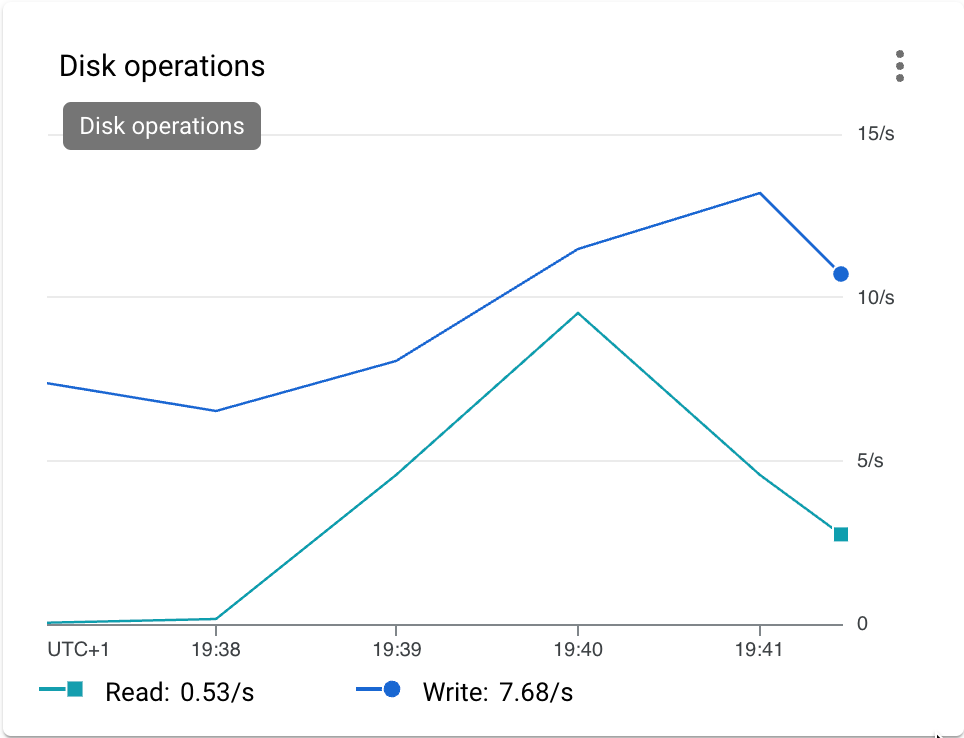 Disk operations
Disk operations
15/s
10/s
5/s
0
UTC+1 19:38 19:39 19:40 19:41
Read: 0.53/s Write: 7.68/s